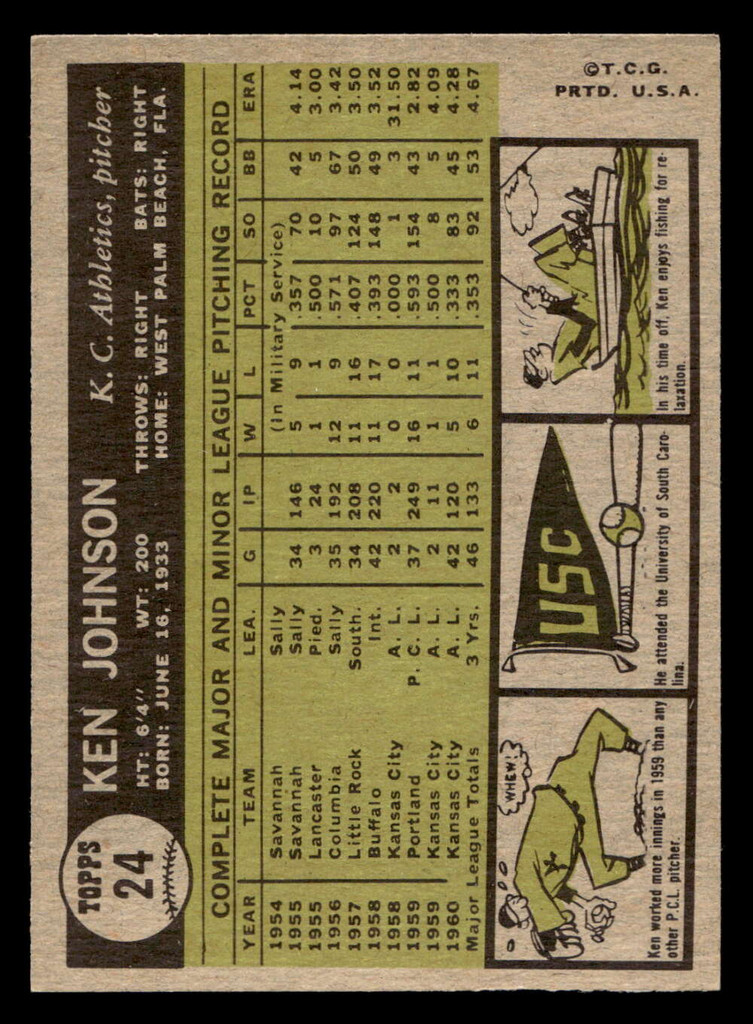 TOPPS
24
KEN JOHNSON K. C. Athletics, pitcher
HT: 6'4" WT: 200 THROWS: RIGHT BATS: RIGHT
BORN: JUNE 16, 1933 HOME: WEST PALM BEACH, FLA.
COMPLETE MAJOR AND MINOR LEAGUE PITCHING RECORD
YEAR TEAM LEA. G IP W L PCT SO BB ERA
1954 Savannah Sally (In Military Service)
1955 Savannah Sally 34 146 5 9 .357 70 42 4.14
1955 Lancaster Pied. 3 24 1 1 .500 10 5 3.00
1956 Columbia Sally 35 192 12 9 .571 97 67 3.42
1957 Little Rock South. 34 208 11 16 .407 124 50 3.50
1958 Buffalo Int. 42 220 11 17 .393 148 49 3.52
1958 Kansas City A. L. 2 2 0 0 .000 1 3 31.50
1959 Portland P. C. L. 37 249 16 11 .593 154 43 2.82
1959 Kansas City A. L. 2 11 1 1 .500 8 5 4.09
1960 Kansas City A. L. 42 120 5 10 .333 83 45 4.28
Major League Totals 3 Yrs. 46 133 6 11 .353 92 53 4.67
WHEW!
Ken worked more innings in 1959 than any
other P.C.L. pitcher.
USC
He attended the University of South Caro-
lina.
In his time off, Ken enjoys fishing for re-
laxation.
©T.C.G.
PRTD. U.S.A.